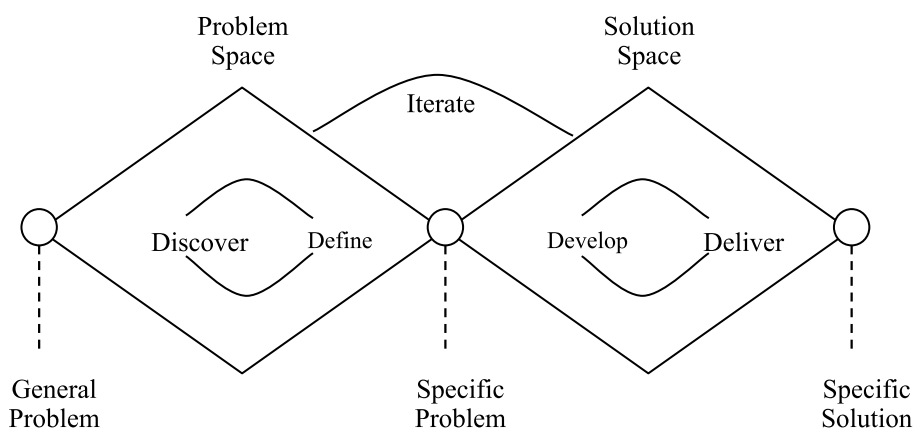 Problem
Space
Solution
Space
Iterate
Discover
Define
Develop
Deliver
General
Problem
Specific
Problem
Specific
Solution